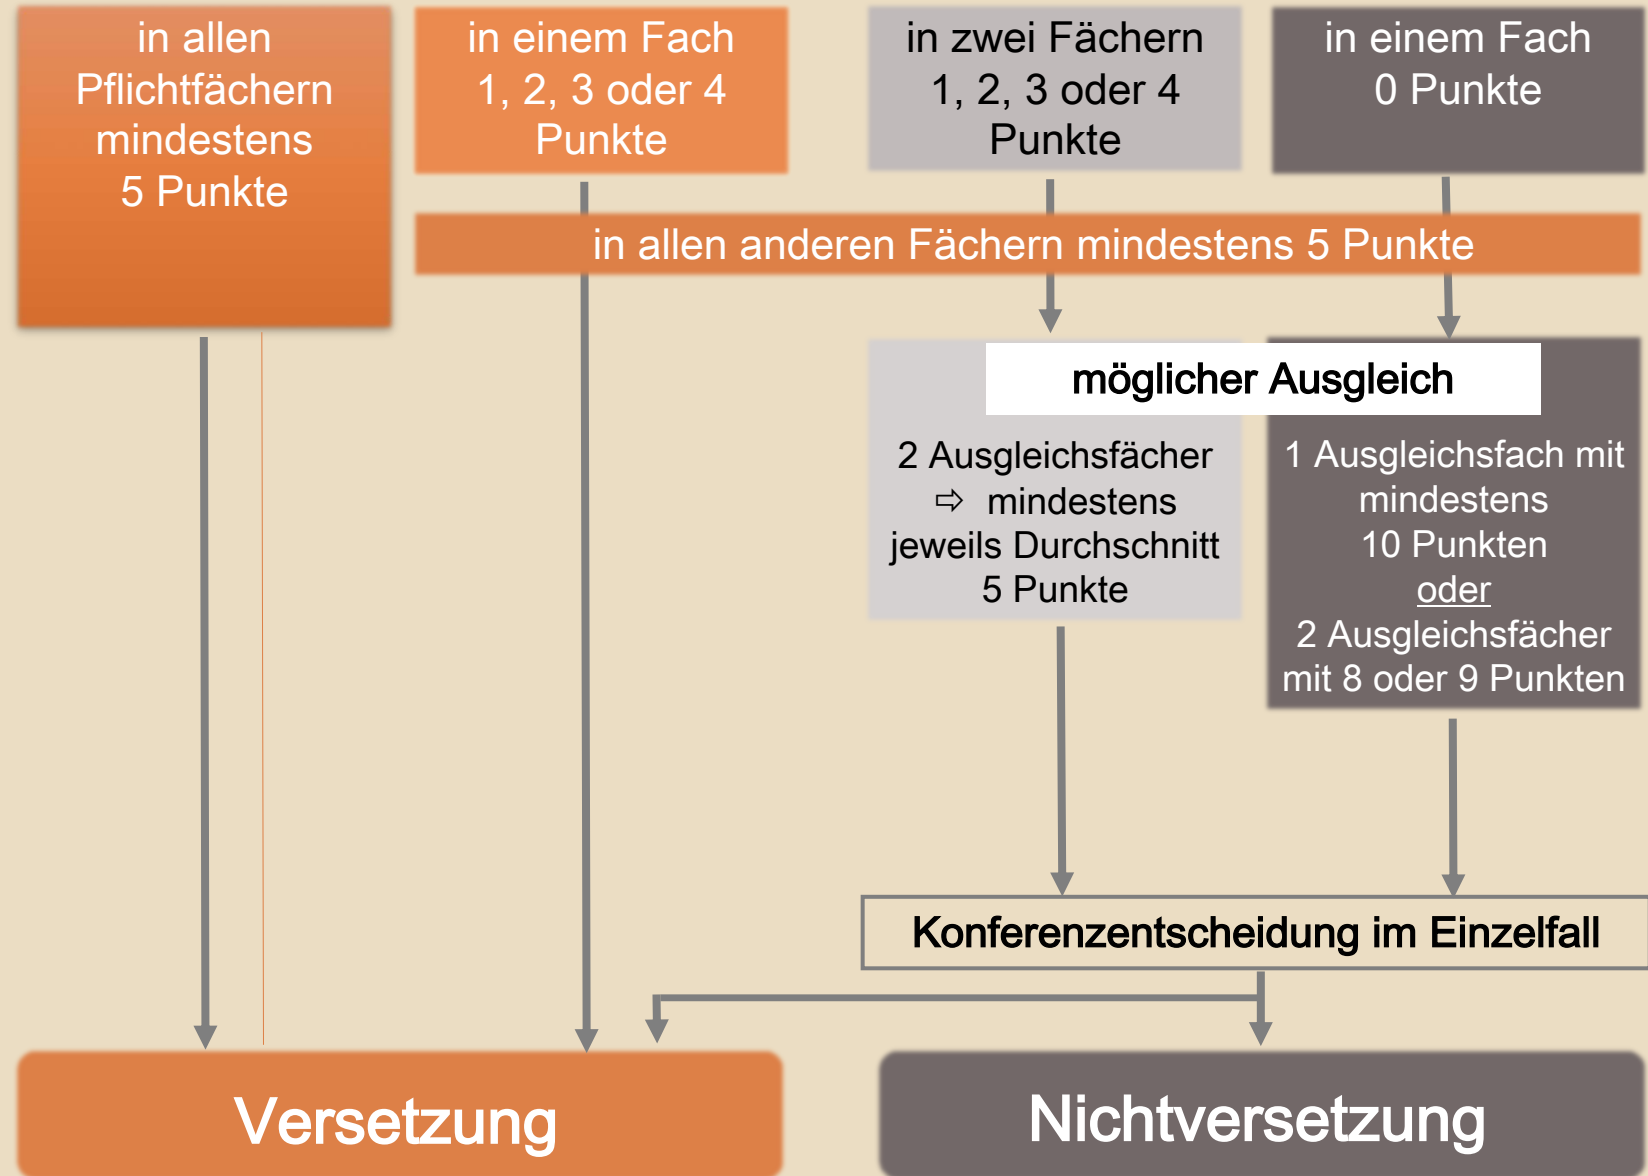 in allen
Pflichtfächern
mindestens
5 Punkte
in einem Fach
1, 2, 3 oder 4
Punkte
in zwei Fächern
1, 2, 3 oder 4
Punkte
in einem Fach
0 Punkte
in allen anderen Fächern mindestens 5 Punkte
möglicher Ausgleich
2 Ausgleichsfächer
⇨ mindestens
jeweils Durchschnitt
5 Punkte
1 Ausgleichsfach mit
mindestens
10 Punkten
oder
2 Ausgleichsfächer
mit 8 oder 9 Punkten
Konferenzentscheidung im Einzelfall
Versetzung
Nichtversetzung